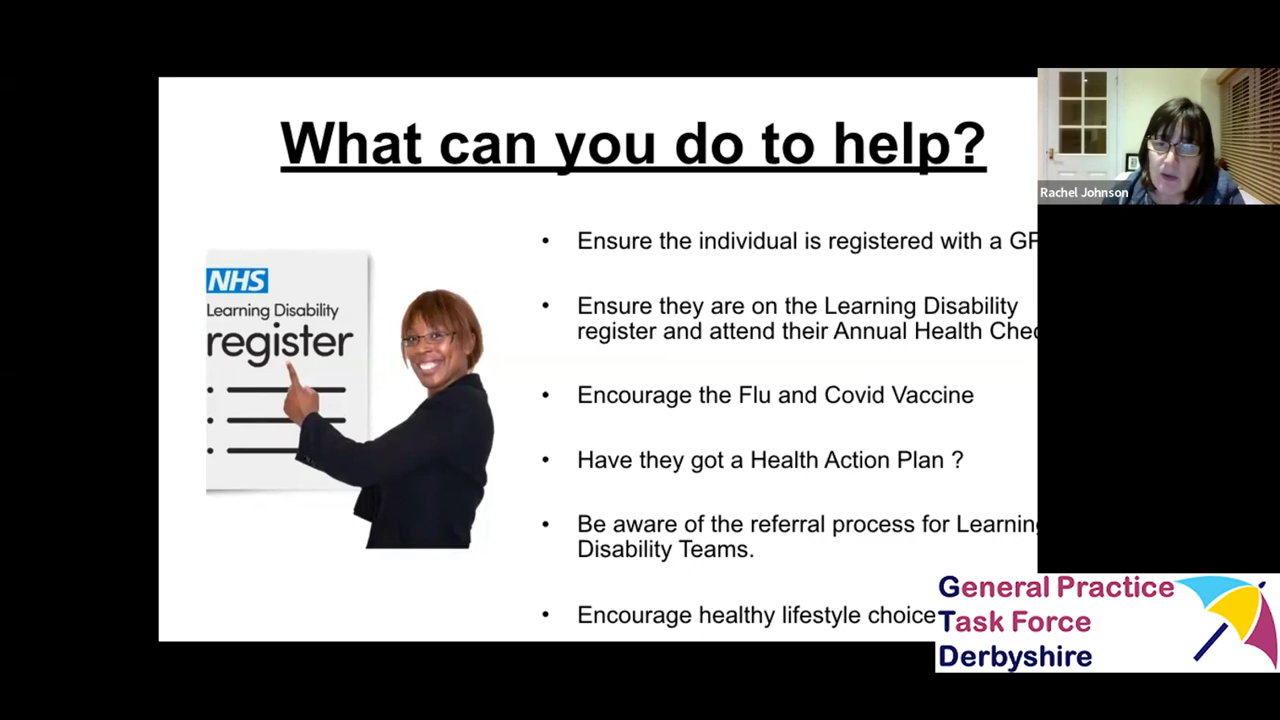 What can you do to help?
Rachel Johnson
NHS
Learning Disability
register
• Ensure the individual is registered with a
• Ensure they are on the Learning Disability
register and attend their Annual Health
• Encourage the Flu and Covid Vaccine
• Have they got a Health Action Plan ?
• Be aware of the referral process for Learning
Disability Teams.
• Encourage healthy lifestyle choice
General Practice
Task Force
Derbyshire